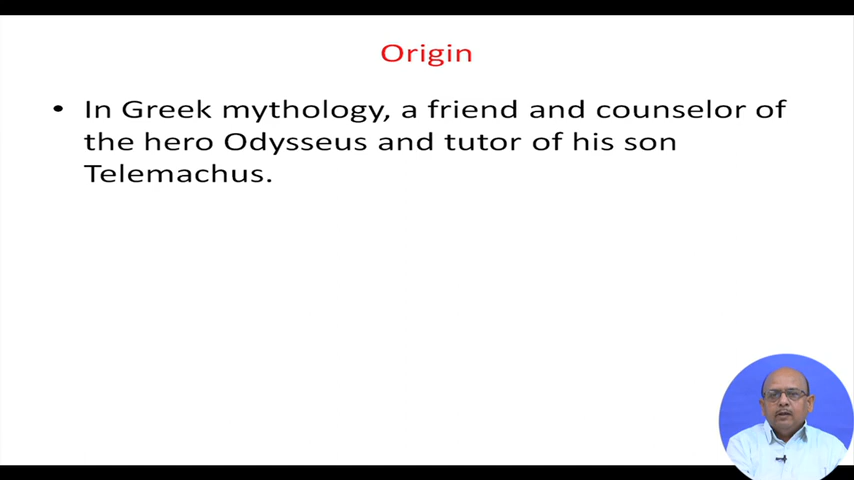 Origin
• In Greek mythology, a friend and counselor of
the hero Odysseus and tutor of his son
Telemachus.